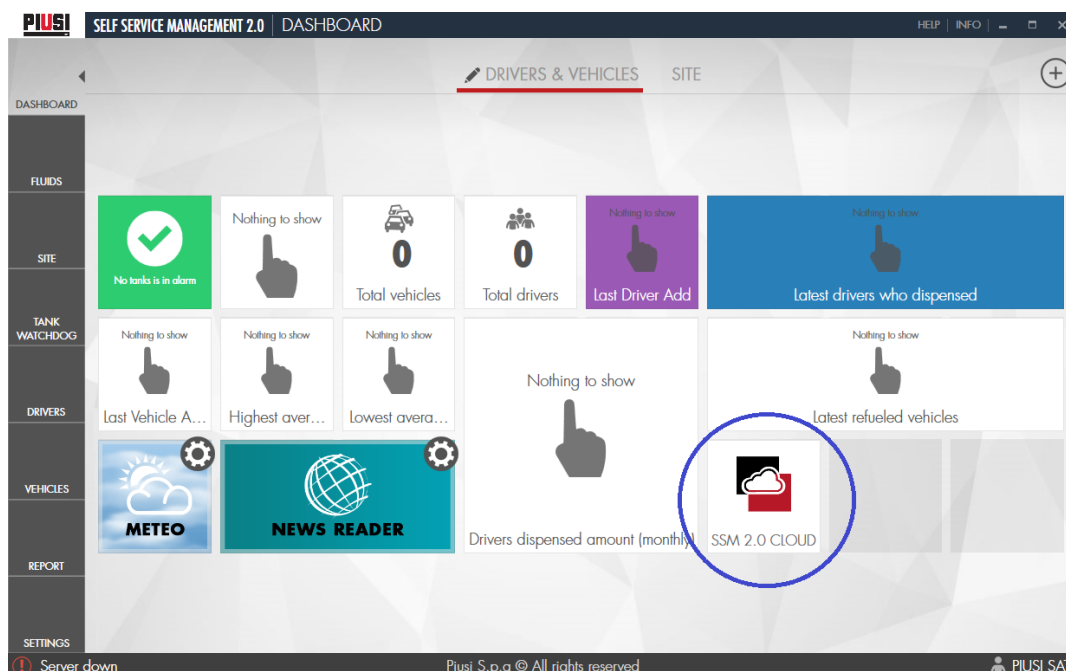 PIUSI SELF SERVICE MANAGEMENT 2.0 DASHBOARD HELP INFO
DRIVERS & VEHICLES SITE
DASHBOARD
FLUIDS
SITE
TANK
WATCHDOG
DRIVERS
VEHICLES
REPORT
SETTINGS
No tanks is in alarm
Nothing to show
0
Total vehicles
0
Total drivers
Nothing to show
Last Driver Add
Nothing to show
Latest drivers who dispensed
Nothing to show
Last Vehicle A...
Nothing to show
Highest aver...
Nothing to show
Lowest avera...
Nothing to show
Drivers dispensed amount (monthly)
Nothing to show
Latest refueled vehicles
METEO
NEWS READER
SSM 2.0 CLOUD
Server down Piusi S.p.a © All rights reserved PIUSI SA